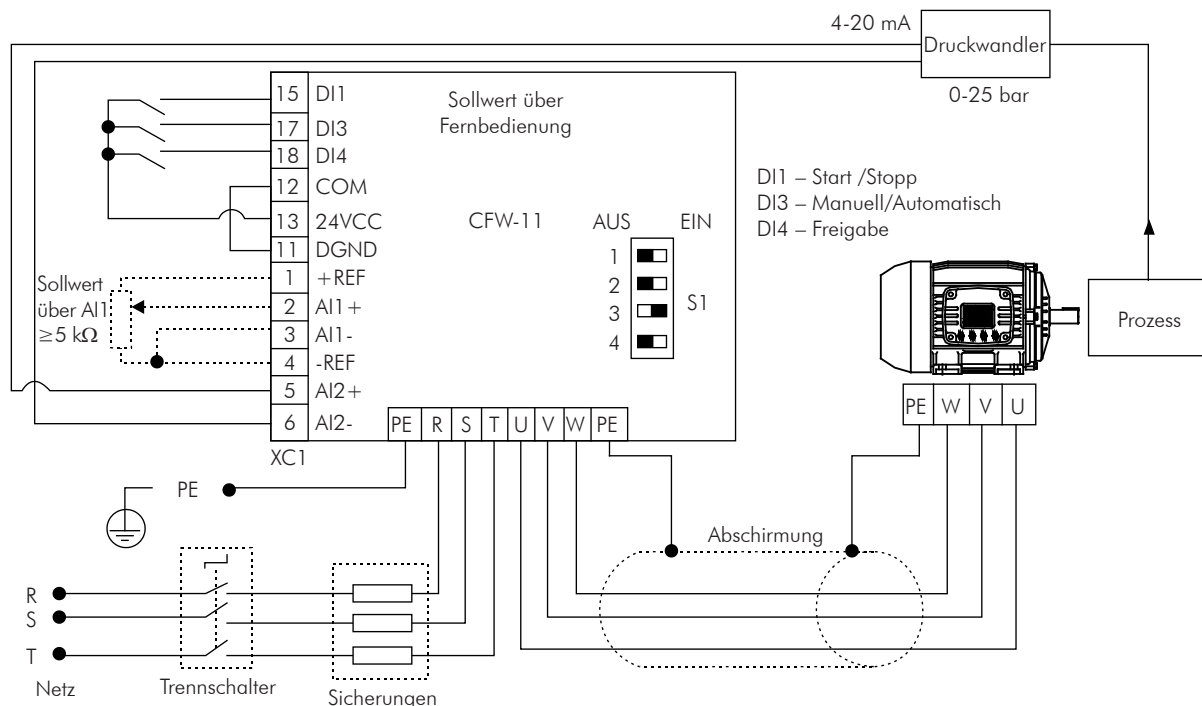 4-20 mA
Druckwandler
0-25 bar
15 DI1
17 DI3
18 DI4
12 COM
13 24VCC
11 DGND
1 +REF
2 AI1+
3 AI1-
4 -REF
5 AI2+
6 AI2-
XC1
Sollwert über
Fernbedienung
CFW-11
AUS EIN
1
2
3
4
S1
Sollwert
über AI1
≥5 kΩ
DI1 – Start /Stopp
DI3 – Manuell/Automatisch
DI4 – Freigabe
Prozess
PE R S T U V W PE
PE W V U
PE
Abschirmung
R
S
T
Netz
Trennschalter
Sicherungen